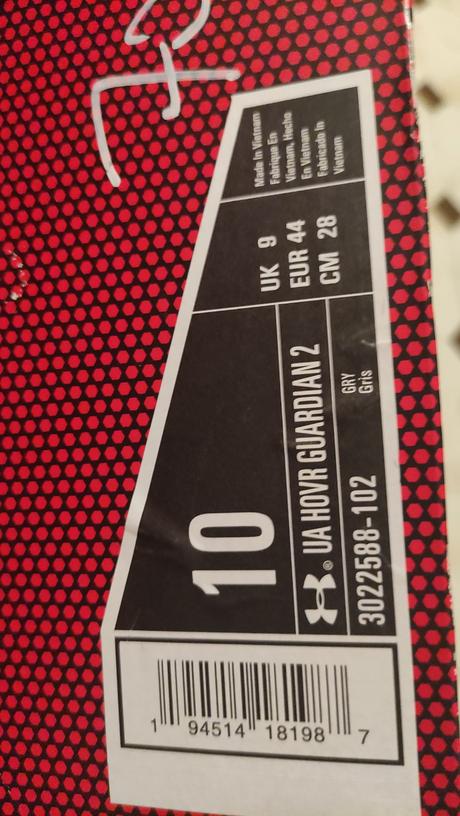 Made In Vietnam
Fabrique En
Vietnam, Hecho
En Vietnam
Fabricado In
Vietnam
UK 9
EUR 44
CM 28
10
® UA HOVR GUARDIAN 2
3022588-102
GRY
Gris
1 94514 18198 7